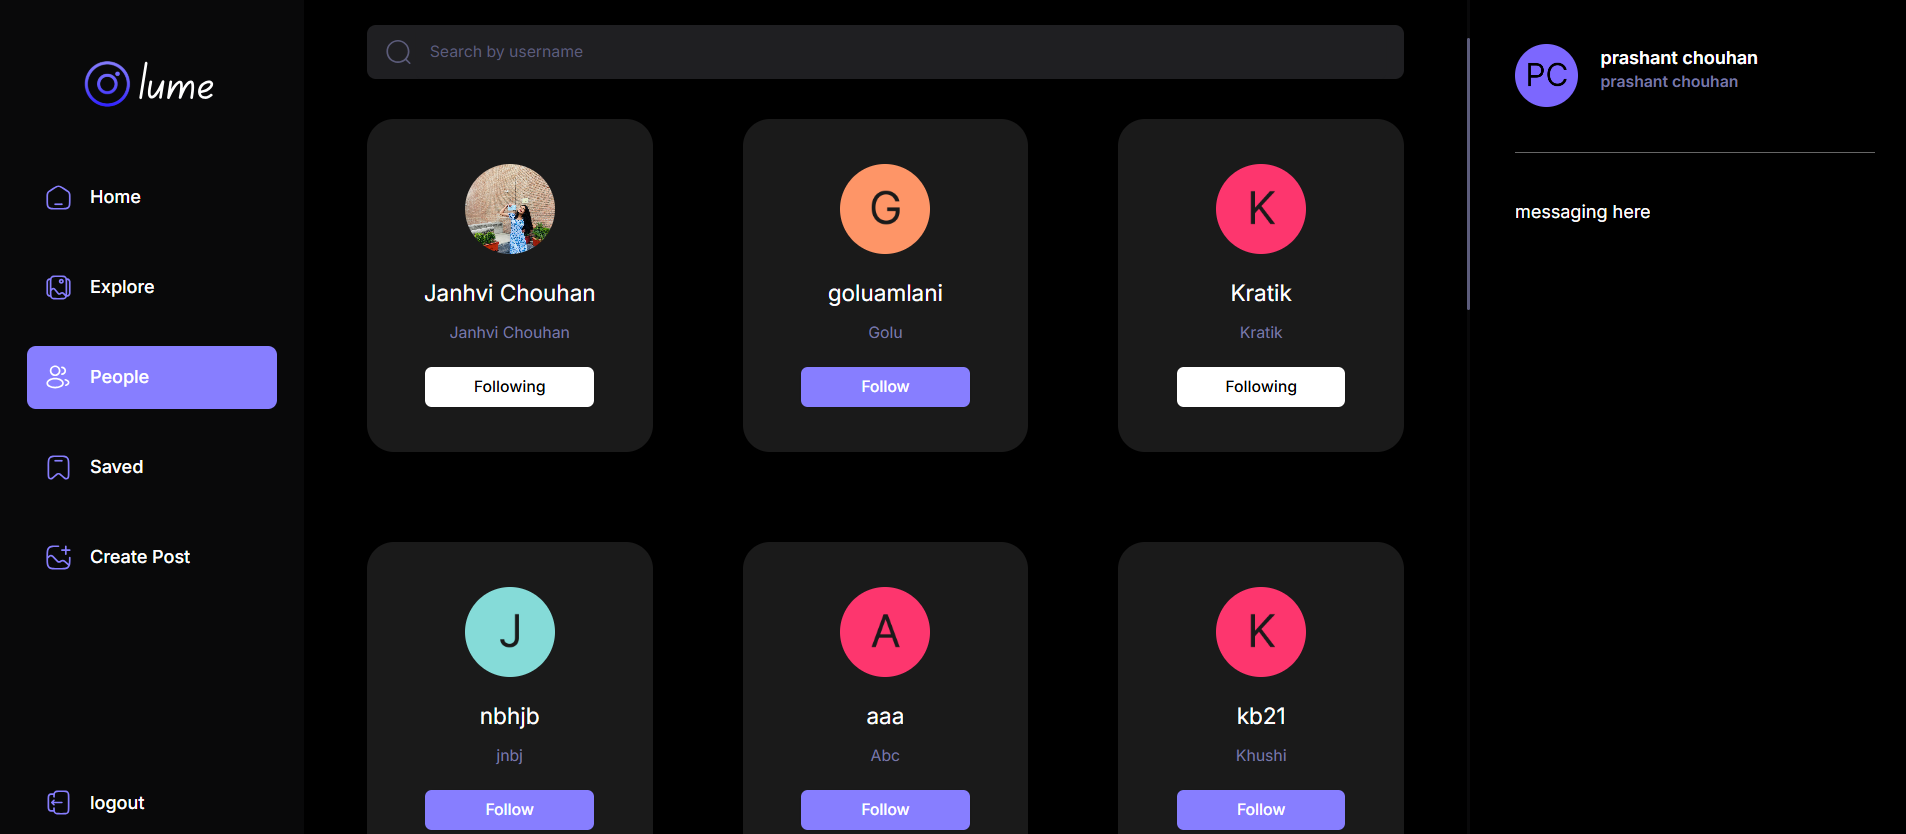 lume
Home
Explore
People
Saved
Create Post
logout
Search by username
Janhvi Chouhan
Janhvi Chouhan
Following
G
goluamlani
Golu
Follow
K
Kratik
Kratik
Following
J
nbhjb
jnbj
Follow
A
aaa
Abc
Follow
K
kb21
Khushi
Follow
PC
prashant chouhan
prashant chouhan
messaging here